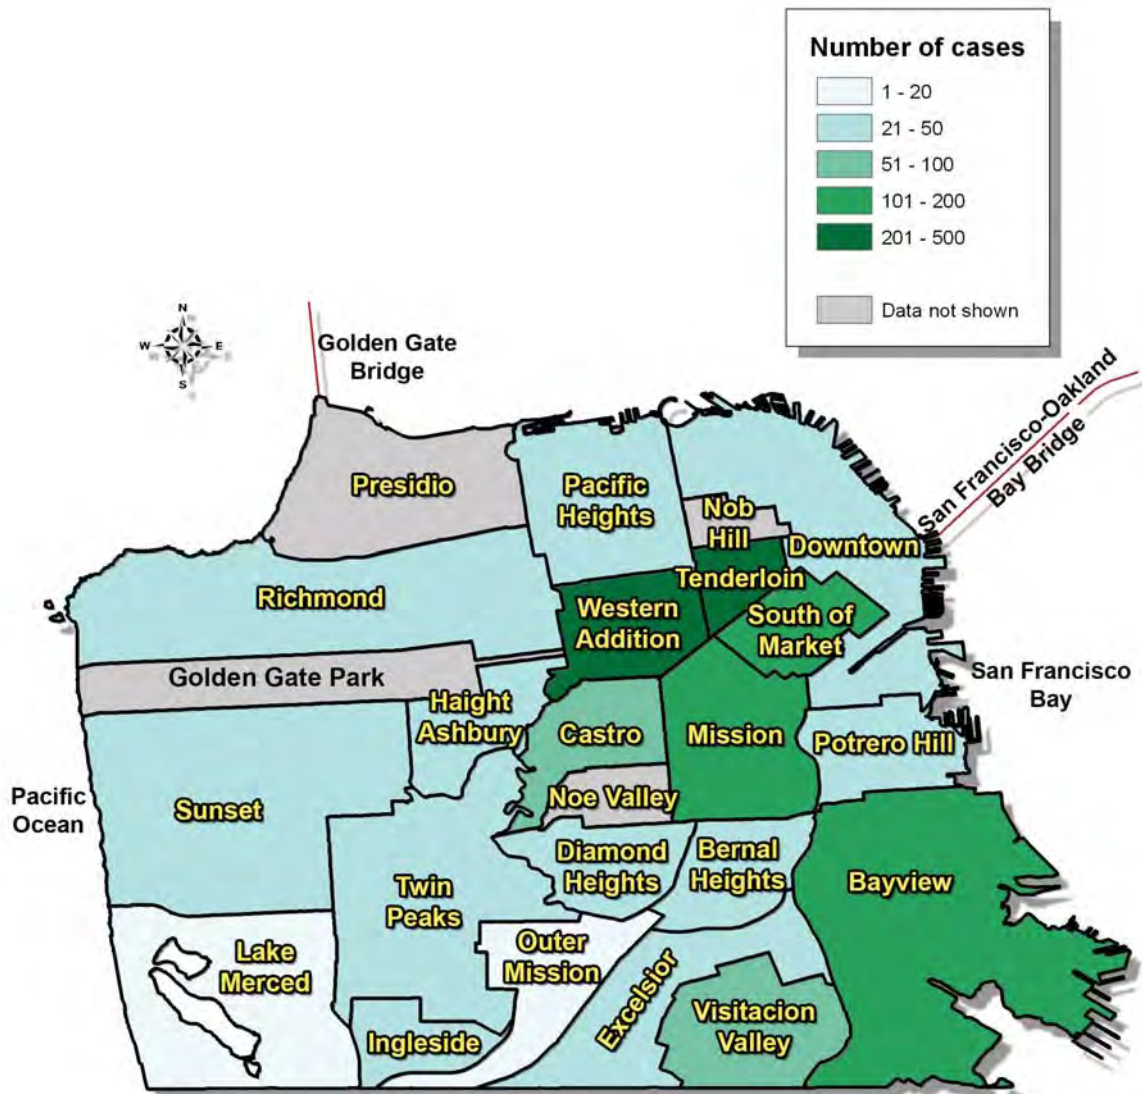 Number of cases
1 - 20
21 - 50
51 - 100
101 - 200
201 - 500
Data not shown
N
W
E
S
Golden Gate
Bridge
San Francisco-Oakland
Bay Bridge
Presidio
Pacific
Heights
Nob
Hill
Downtown
Richmond
Tenderloin
Western
Addition
South of
Market
Golden Gate Park
San Francisco
Bay
Haight
Ashbury
Castro
Mission
Potrero Hill
Pacific
Ocean
Sunset
Noe Valley
Diamond
Heights
Bernal
Heights
Bayview
Twin
Peaks
Lake
Merced
Outer
Mission
Excelsior
Visitacion
Valley
Ingleside